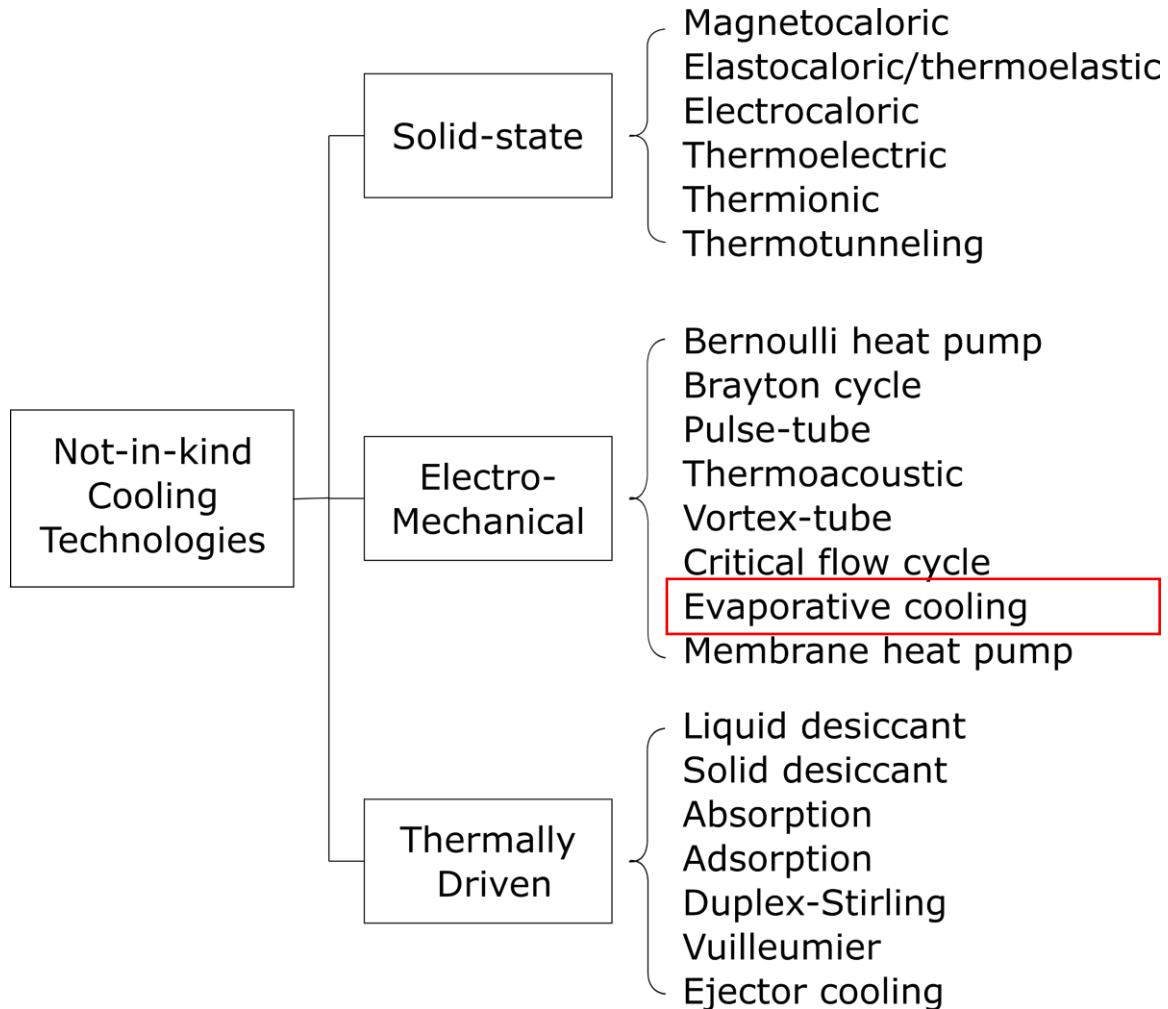 Not-in-kind
Cooling
Technologies
Solid-state
Magnetocaloric
Elastocaloric/thermoelastic
Electrocaloric
Thermoelectric
Thermionic
Thermotunneling
Electro-
Mechanical
Bernoulli heat pump
Brayton cycle
Pulse-tube
Thermoacoustic
Vortex-tube
Critical flow cycle
Evaporative cooling
Membrane heat pump
Thermally
Driven
Liquid desiccant
Solid desiccant
Absorption
Adsorption
Duplex-Stirling
Vuilleumier
Ejector cooling